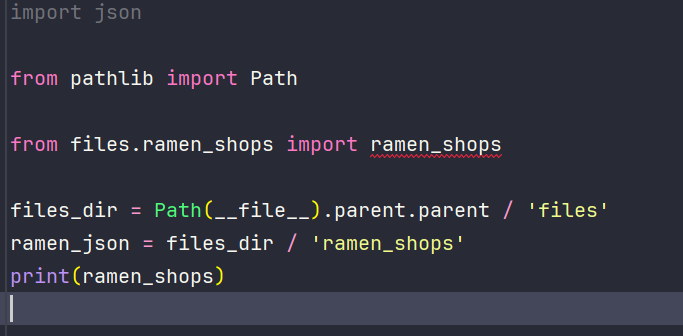 import json
from pathlib import Path
from files.ramen_shops import ramen_shops
files_dir = Path(__file__).parent.parent / 'files'
ramen_json = files_dir / 'ramen_shops'
print(ramen_shops)